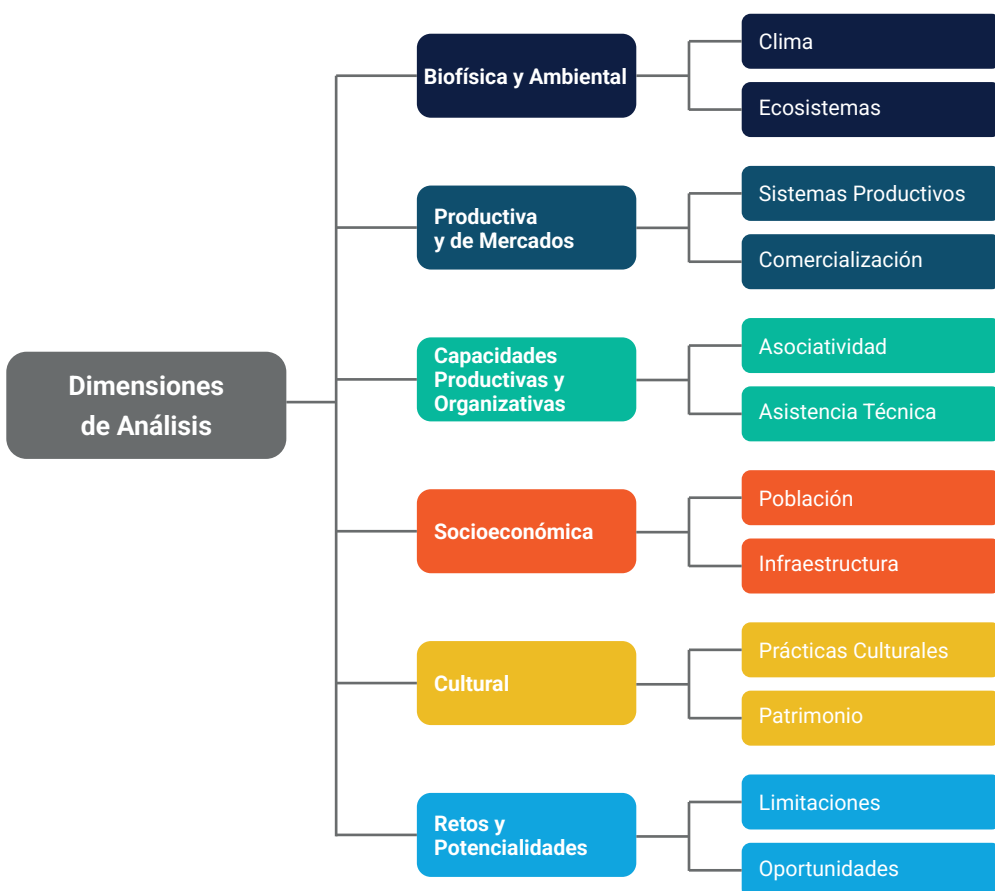 Dimensiones
de Análisis
Biofísica y Ambiental
Clima
Ecosistemas
Productiva
y de Mercados
Sistemas Productivos
Comercialización
Capacidades
Productivas y
Organizativas
Asociatividad
Asistencia Técnica
Socioeconómica
Población
Infraestructura
Cultural
Prácticas Culturales
Patrimonio
Retos y
Potencialidades
Limitaciones
Oportunidades